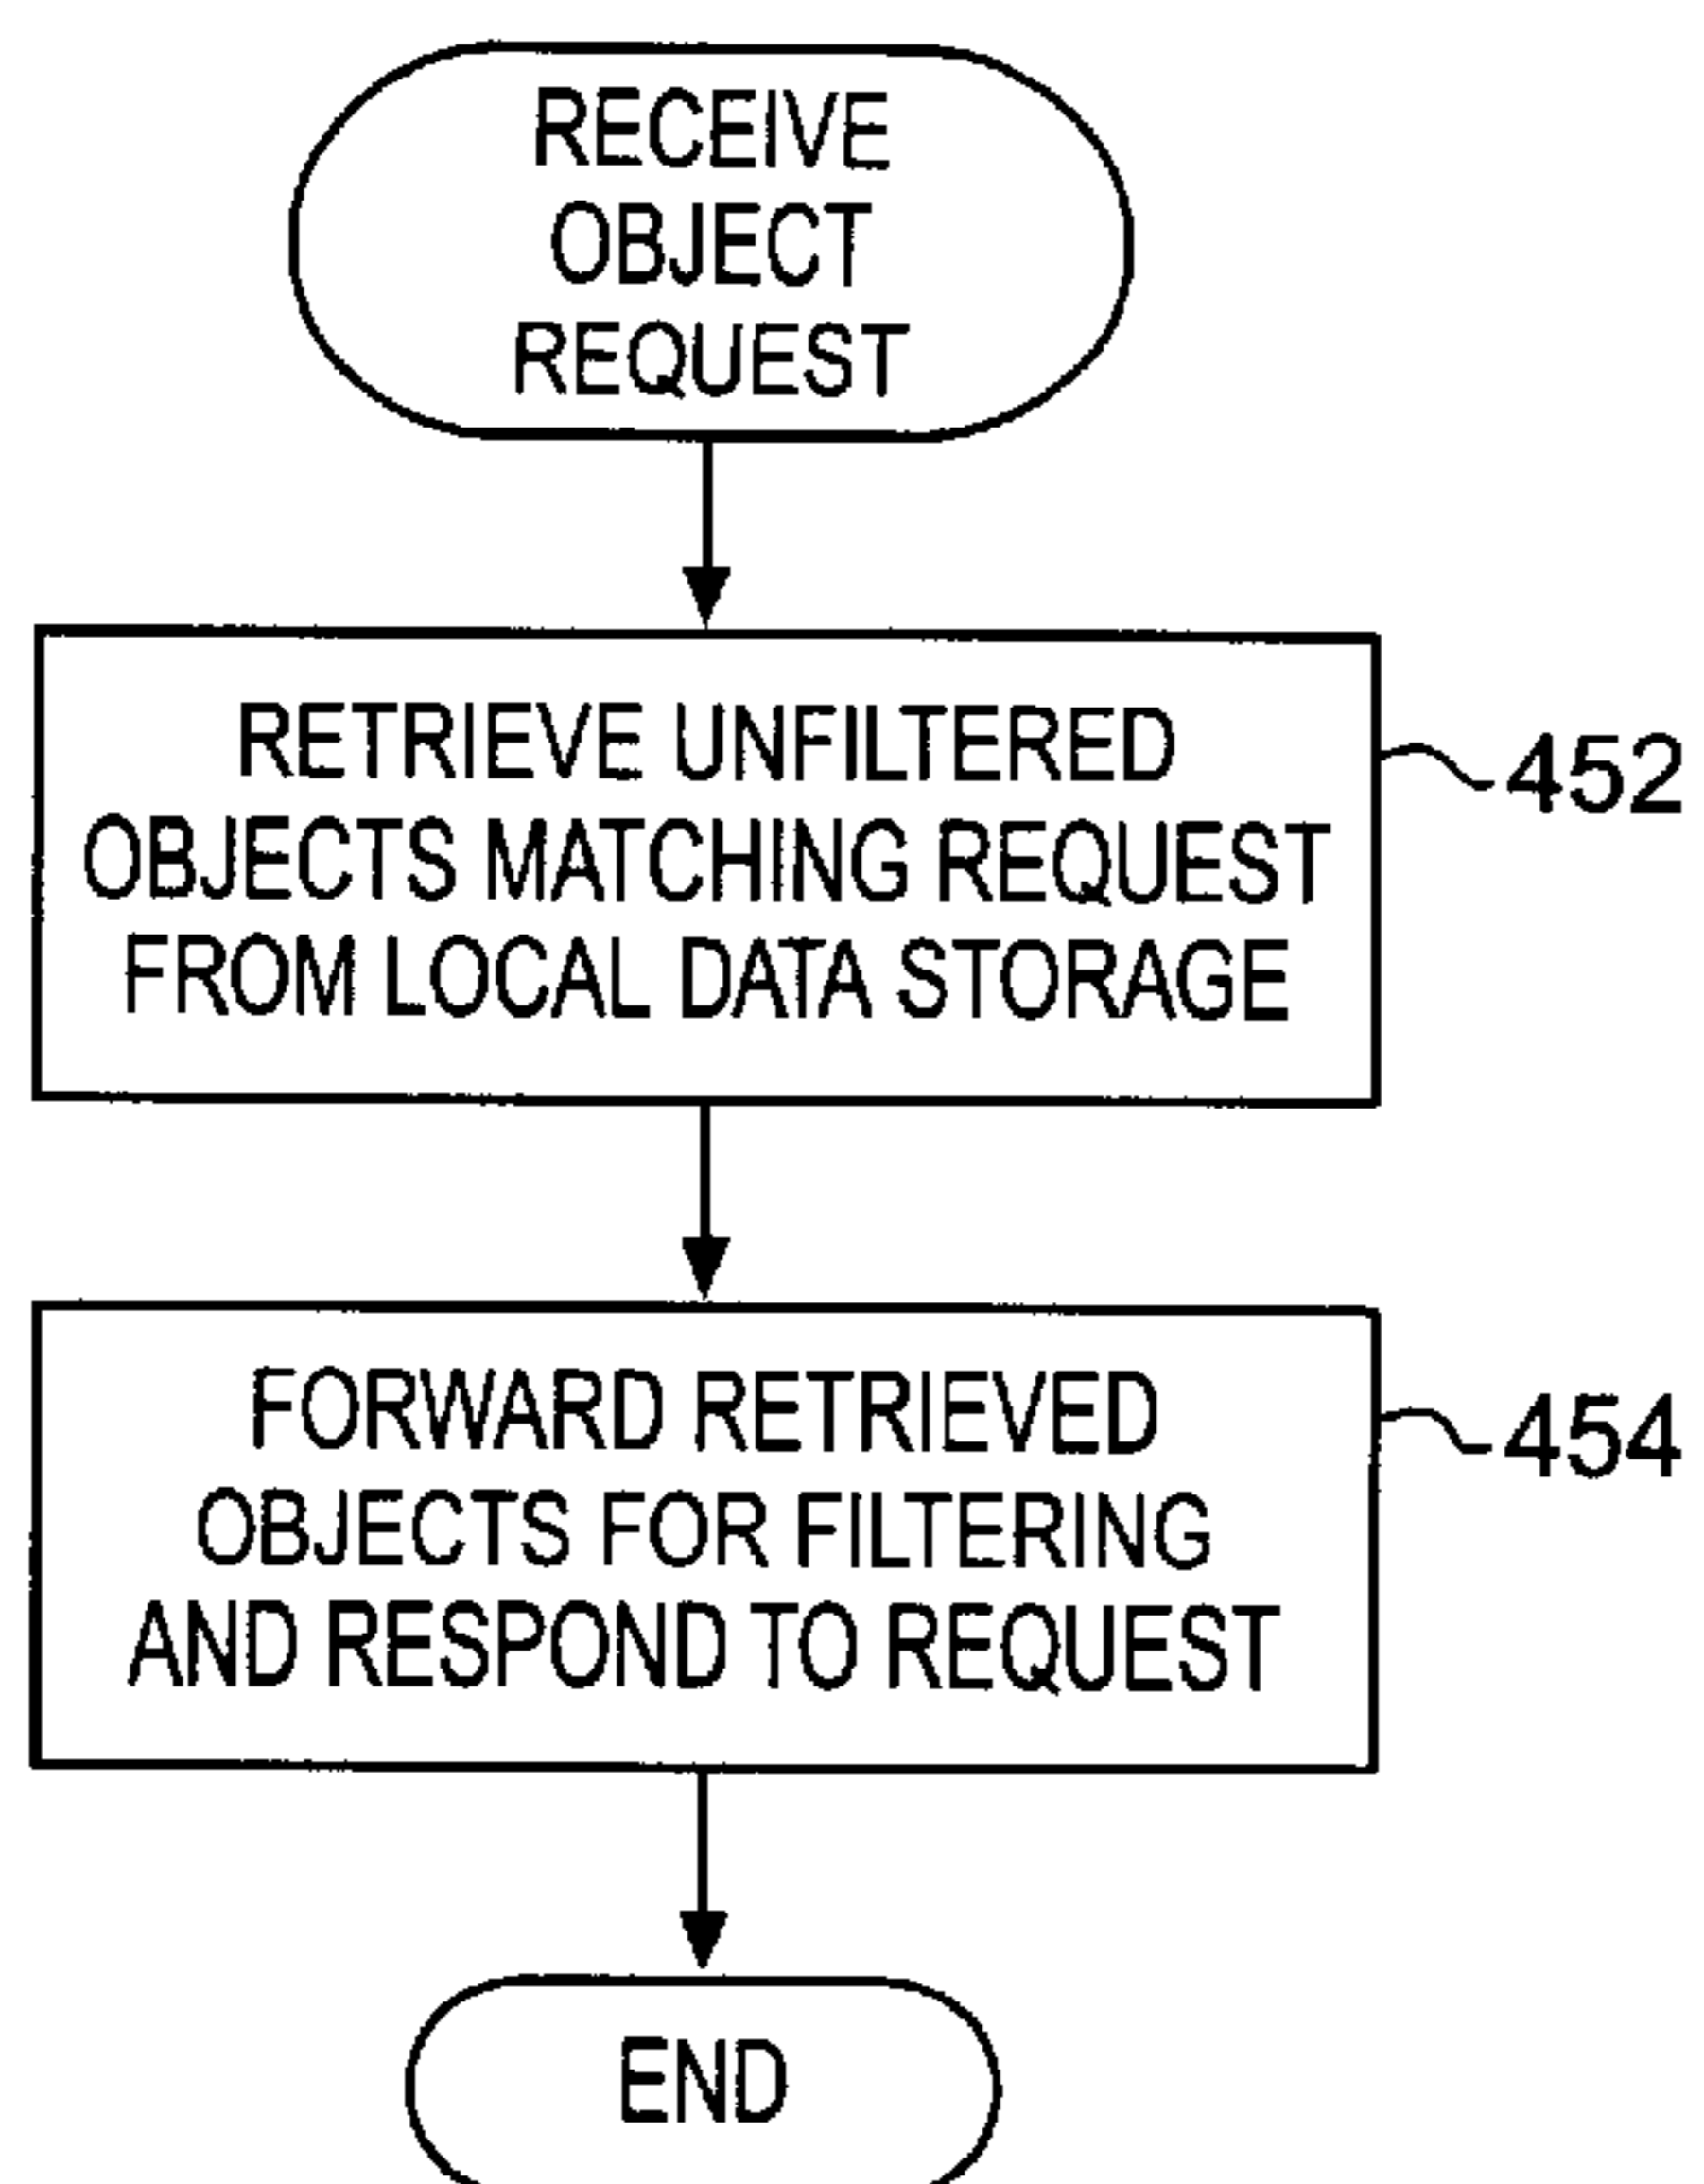 RECEIVE
OBJECT
REQUEST
RETRIEVE UNFILTERED
OBJECTS MATCHING REQUEST
FROM LOCAL DATA STORAGE
452
FORWARD RETRIEVED
OBJECTS FOR FILTERING
AND RESPOND TO REQUEST
454
END